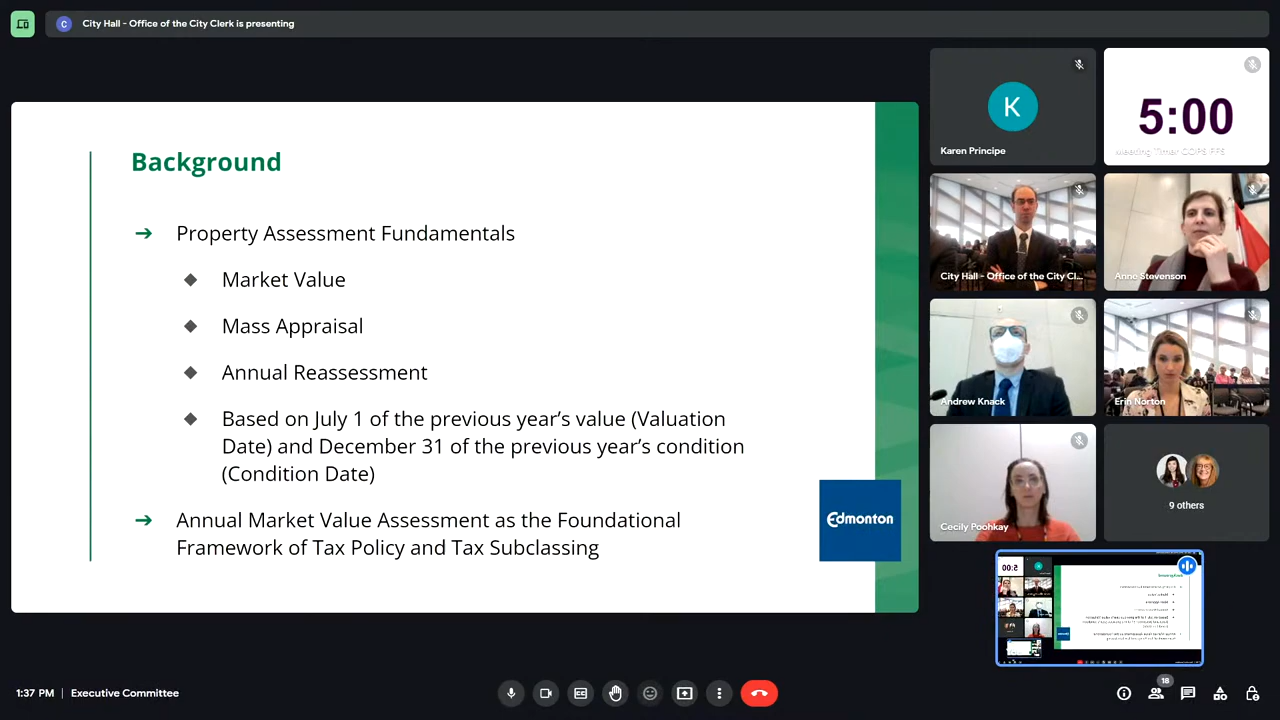 C
City Hall - Office of the City Clerk is presenting
Background
Property Assessment Fundamentals
Market Value
Mass Appraisal
Annual Reassessment
Based on July 1 of the previous year’s value (Valuation
Date) and December 31 of the previous year’s condition
(Condition Date)
Annual Market Value Assessment as the Foundational
Framework of Tax Policy and Tax Subclassing
Edmonton
K
Karen Principe
5:00
Meeting Timer COPS FFS
City Hall - Office of the City Cl...
Anne Stevenson
Andrew Knack
Erin Norton
Cecily Poohkay
9 others
1:37 PM | Executive Committee
18